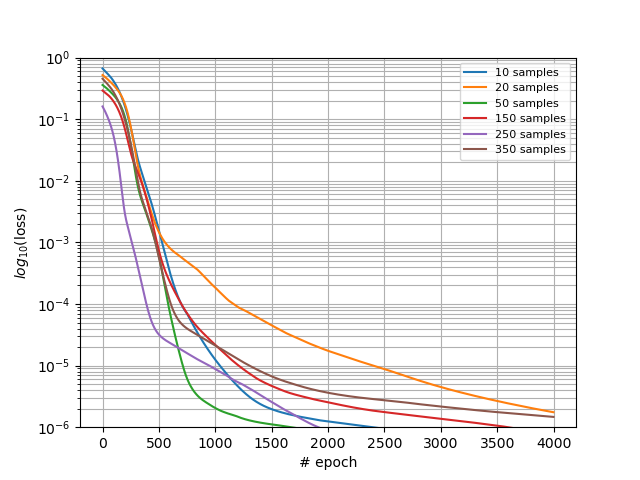 10 samples
20 samples
50 samples
150 samples
250 samples
350 samples
10⁰
10⁻¹
10⁻²
10⁻³
10⁻⁴
10⁻⁵
10⁻⁶
log₁₀(loss)
0 500 1000 1500 2000 2500 3000 3500 4000
# epoch